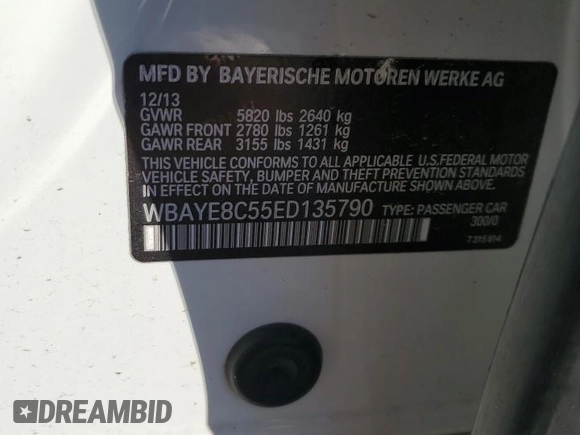 MFD BY BAYERISCHE MOTOREN WERKE AG
12/13
GVWR 5820 lbs 2640 kg
GAWR FRONT 2780 lbs 1261 kg
GAWR REAR 3155 lbs 1431 kg
THIS VEHICLE CONFORMS TO ALL APPLICABLE U.S.FEDERAL MOTOR
VEHICLE SAFETY, BUMPER AND THEFT PREVENTION STANDARDS
IN EFFECT ON THE DATE OF MANUFACTURE SHOWN ABOVE.
WBAYE8C55ED135790 TYPE: PASSENGER CAR
300/0
7315814
DREAMBID